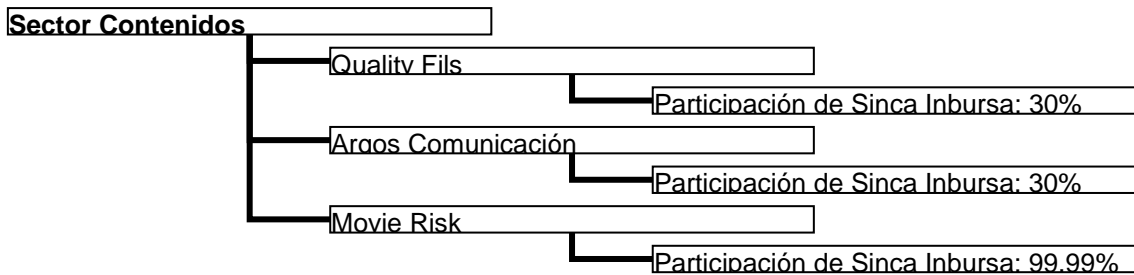 Sector Contenidos
Quality Fils
Participación de Sinca Inbursa: 30%
Argos Comunicación
Participación de Sinca Inbursa: 30%
Movie Risk
Participación de Sinca Inbursa: 99.99%